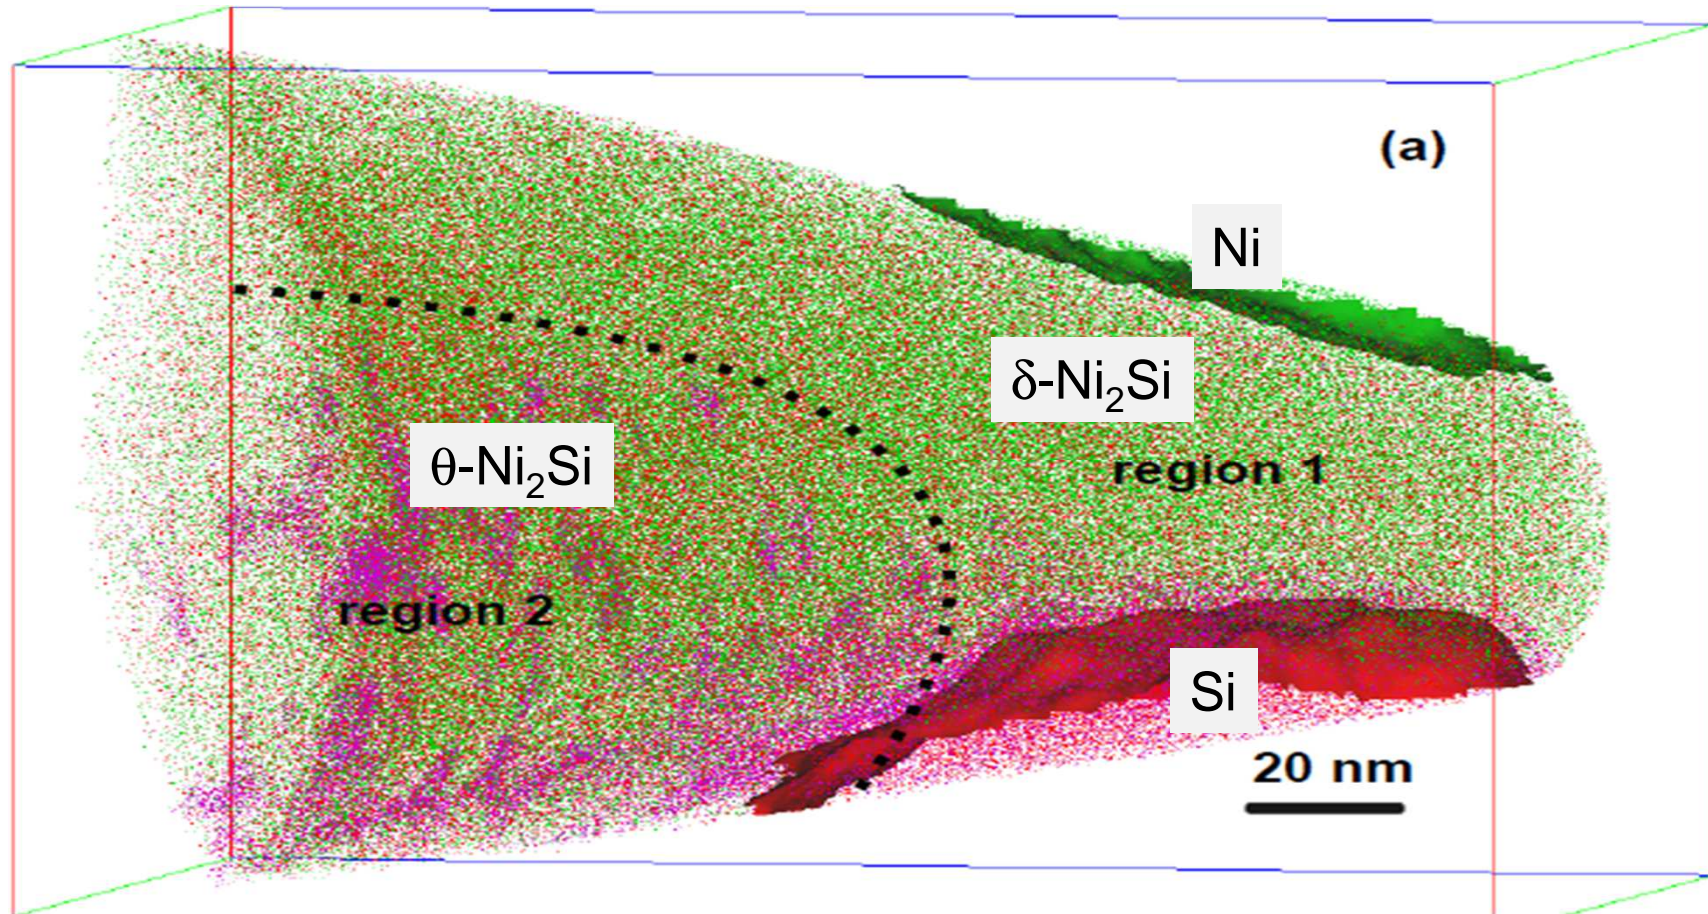 (a)
Ni
δ-Ni₂Si
θ-Ni₂Si
region 1
region 2
Si
20 nm